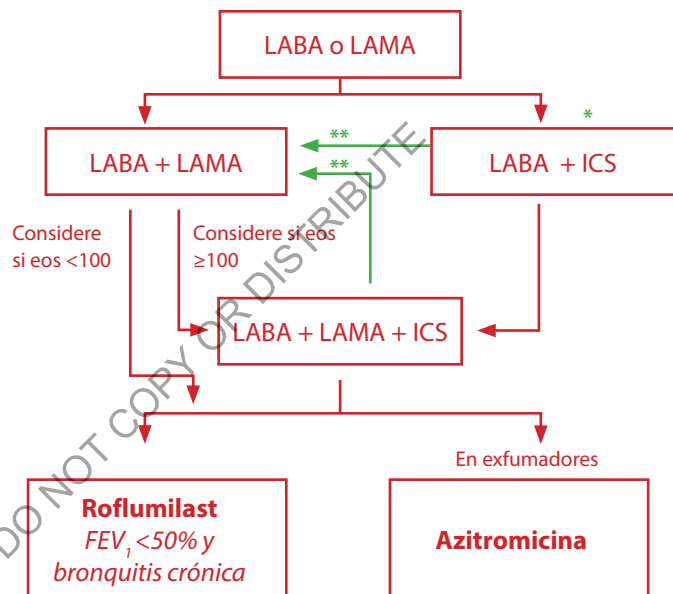 LABA o LAMA
*
**
LABA + LAMA
LABA + ICS
**
Considere
si eos <100
Considere si eos
≥100
LABA + LAMA + ICS
En exfumadores
Roflumilast
FEV1 <50% y
bronquitis crónica
Azitromicina
DO NOT COPY OR DISTRIBUTE